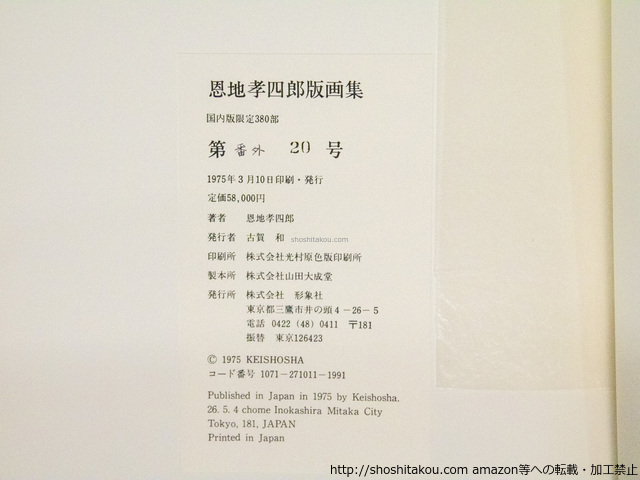 恩地孝四郎版画集
国内版限定380部
第 番外 20 号
1975年3月10日印刷・発行
定価58,000円
著者 恩地孝四郎
発行者 古賀 和 shoshitakou.com
印刷所 株式会社光村原色版印刷所
製本所 株式会社山田大成堂
発行所 株式会社 形象社
東京都三鷹市井の頭4-26-5
電話 0422 (48) 0411 〒181
振替 東京126423
© 1975 KEISHOSHA
コード番号 1071-271011-1991
Published in Japan in 1975 by Keishosha.
26. 5. 4 chome Inokashira Mitaka City
Tokyo, 181, JAPAN
Printed in Japan
http://shoshitakou.com amazon等への転載・加工禁止